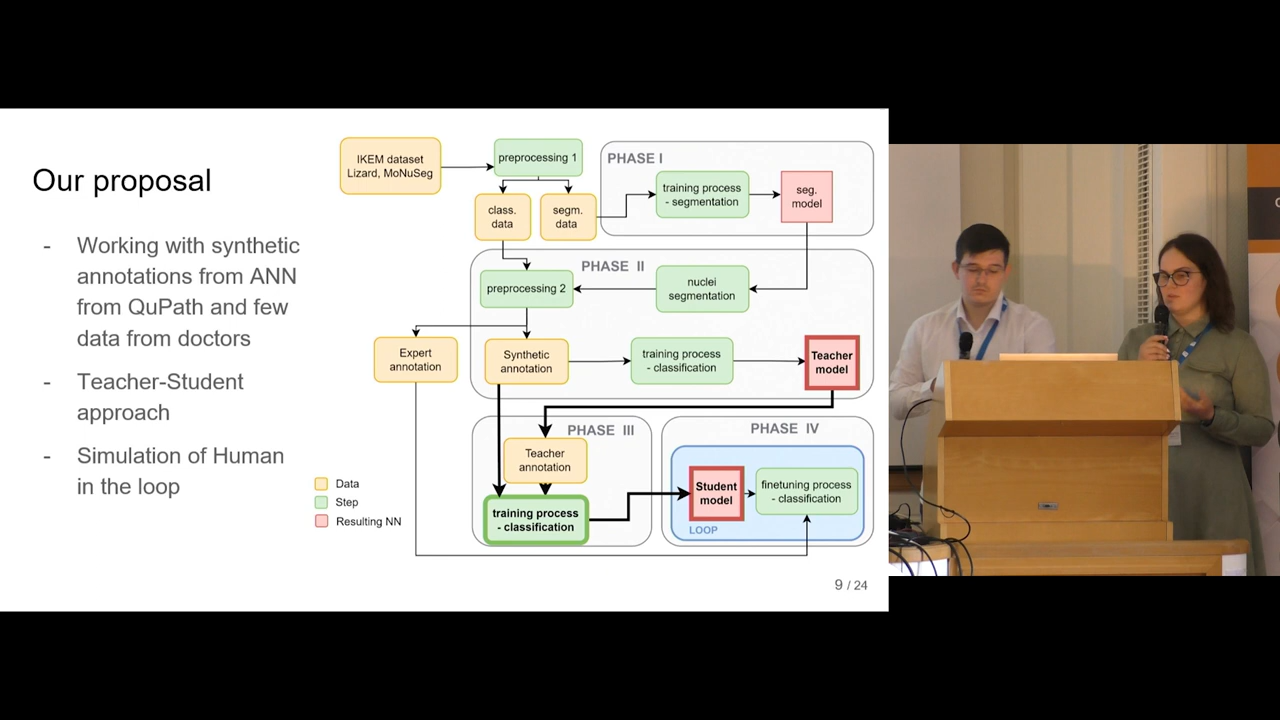 Our proposal
- Working with synthetic
annotations from ANN
from QuPath and few
data from doctors
- Teacher-Student
approach
- Simulation of Human
in the loop
IKEM dataset
Lizard, MoNuSeg
preprocessing 1
class.
data
segm.
data
PHASE I
training process
- segmentation
seg.
model
PHASE II
preprocessing 2
nuclei
segmentation
Expert
annotation
Synthetic
annotation
training process
- classification
Teacher
model
PHASE III
Teacher
annotation
training process
- classification
PHASE IV
Student
model
finetuning process
- classification
LOOP
Data
Step
Resulting NN
9 / 24